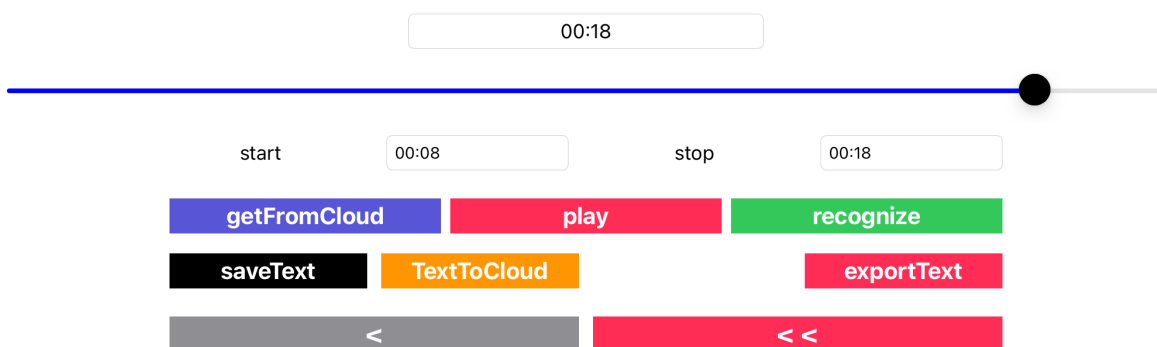 00:18
start 00:08 stop 00:18
getFromCloud play recognize
saveText TextToCloud exportText
< < <